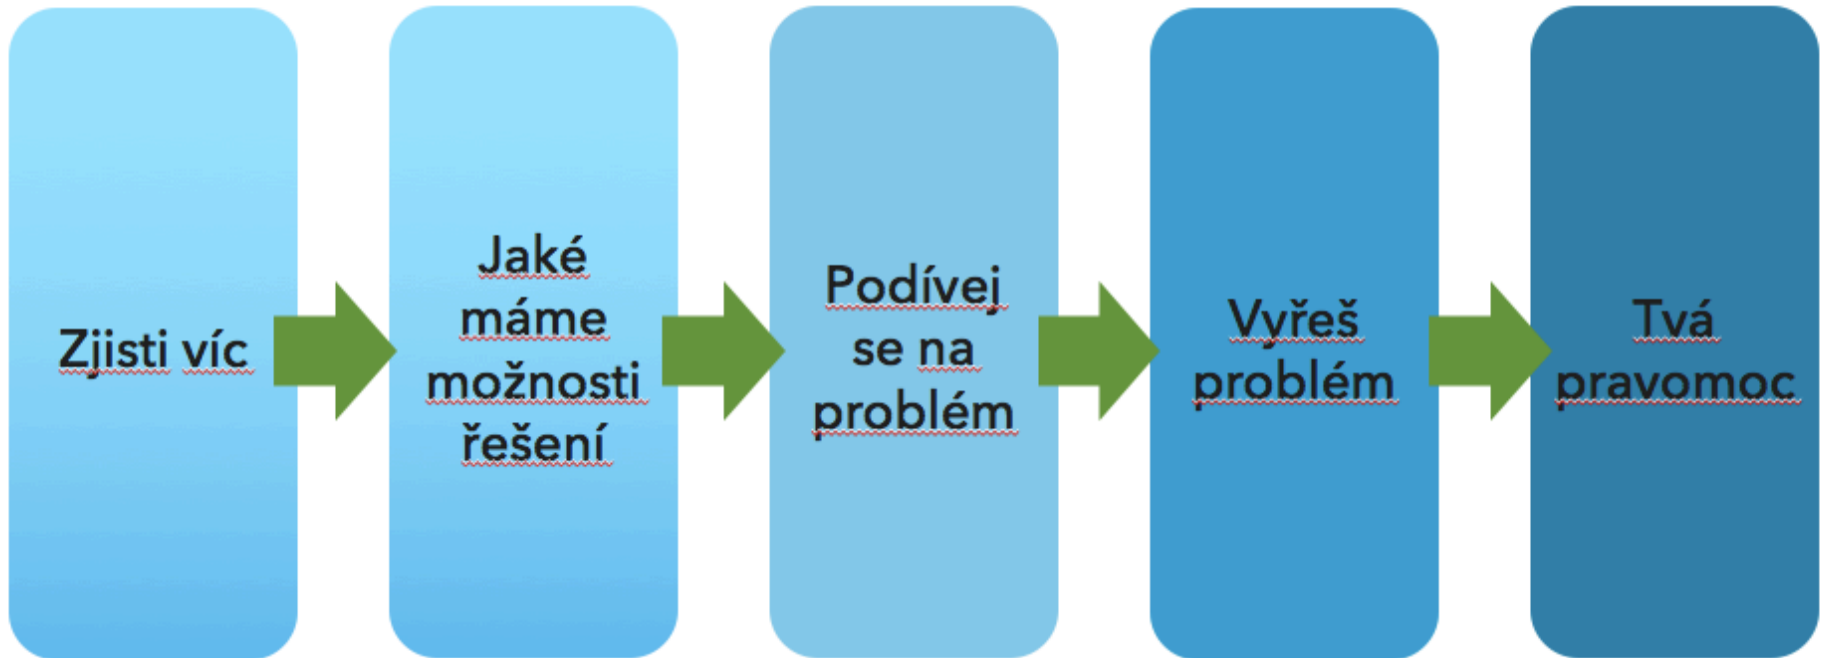 Zjisti víc
Jaké
máme
možnosti
řešení
Podívej
se na
problém
Vyřeš
problém
Tvá
pravomoc